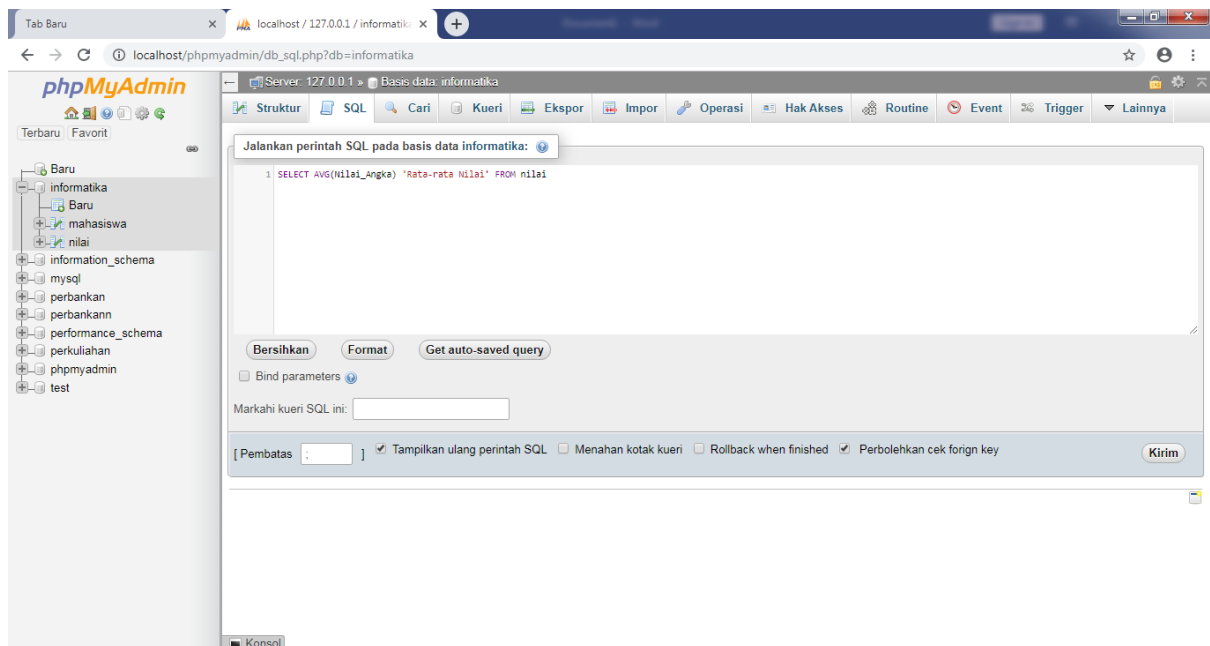 Tab Baru
localhost / 127.0.0.1 / informatik
localhost/phpmyadmin/db_sql.php?db=informatika
phpMyAdmin
Terbaru Favorit
Baru
informatika
Baru
mahasiswa
nilai
information_schema
mysql
perbankan
perbankann
performance_schema
perkuliahan
phpmyadmin
test
Server: 127.0.0.1 » Basis data: informatika
Struktur SQL Cari Kueri Ekspor Impor Operasi Hak Akses Routine Event Trigger Lainnya
Jalankan perintah SQL pada basis data informatika:
1 SELECT AVG(Nilai_Angka) 'Rata-rata Nilai' FROM nilai
Bersihkan Format Get auto-saved query
Bind parameters
Markahi kueri SQL ini:
[ Pembatas ; ] Tampilkan ulang perintah SQL Menahan kotak kueri Rollback when finished Perbolehkan cek forign key Kirim
Konsol